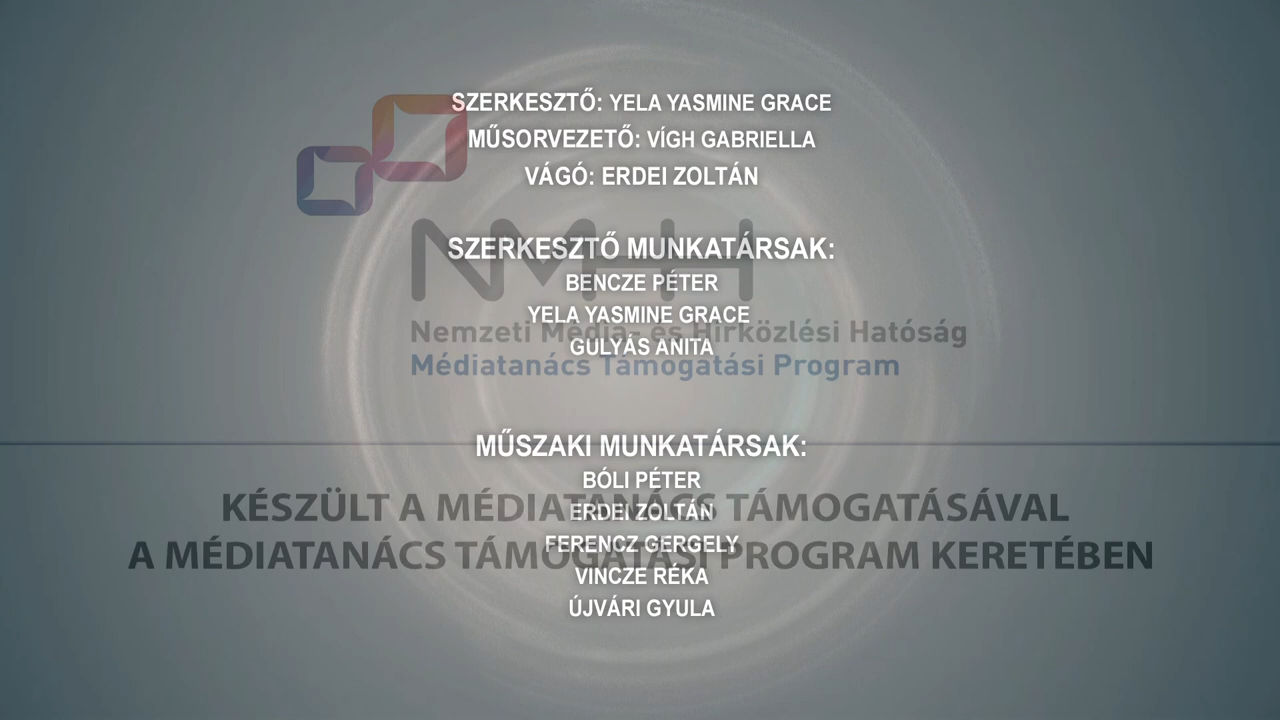 SZERKESZTŐ: YELA YASMINE GRACE
MŰSORVEZETŐ: VÍGH GABRIELLA
VÁGÓ: ERDEI ZOLTÁN
SZERKESZTŐ MUNKATÁRSAK:
BENCZE PÉTER
YELA YASMINE GRACE
GULYÁS ANITA
NMHH
Nemzeti Média- és Hírközlési Hatóság
Médiatanács Támogatási Program
MŰSZAKI MUNKATÁRSAK:
BÓLI PÉTER
ERDEI ZOLTÁN
FERENCZ GERGELY
VINCZE RÉKA
ÚJVÁRI GYULA
KÉSZÜLT A MÉDIATANÁCS TÁMOGATÁSÁVAL
A MÉDIATANÁCS TÁMOGATÁSI PROGRAM KERETÉBEN